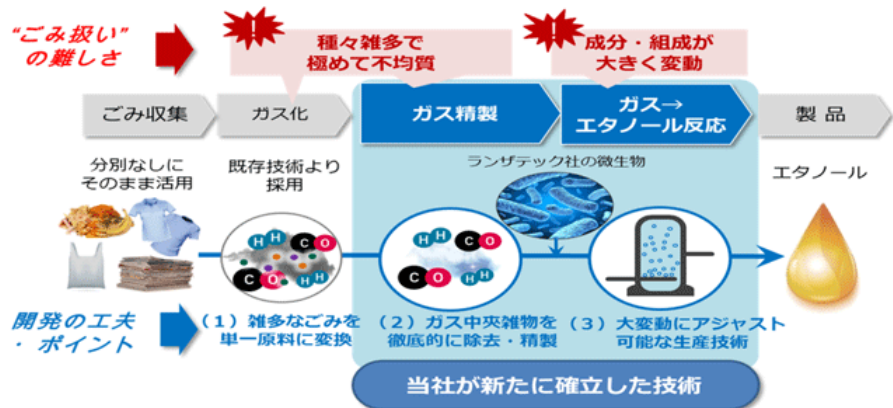 “ごみ扱い”
の難しさ
種々雑多で
極めて不均質
成分・組成が
大きく変動
ごみ収集
ガス化
ガス精製
ガス→
エタノール反応
製品
分別なしに
そのまま活用
既存技術より
採用
ランザテック社の微生物
エタノール
H H C O
C O H H
C O
H H C O
C O H H
開発の工夫
・ポイント
(1)雑多なごみを
単一原料に変換
(2)ガス中夾雑物を
徹底的に除去・精製
(3)大変動にアジャスト
可能な生産技術
当社が新たに確立した技術